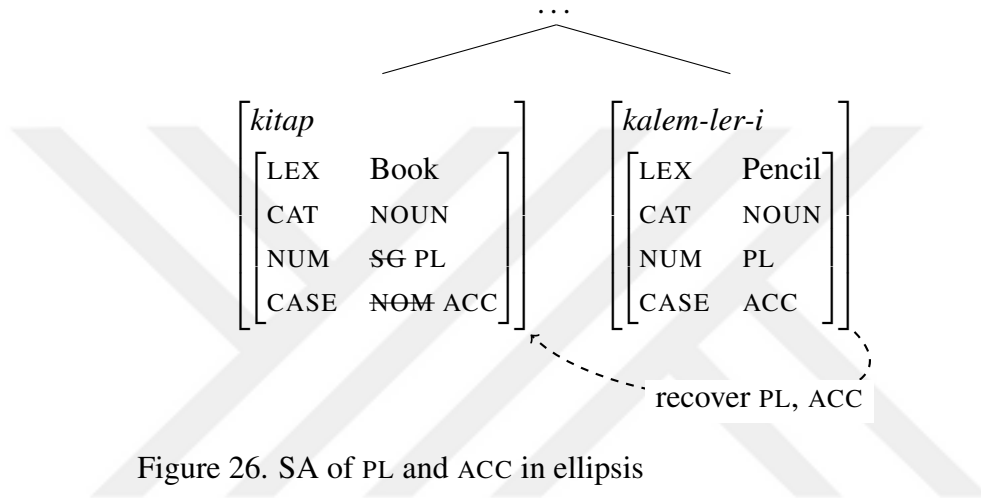 ...
kitap kalem-ler-i
LEX Book LEX Pencil
CAT NOUN CAT NOUN
NUM SG PL NUM PL
CASE NOM ACC CASE ACC
recover PL, ACC
Figure 26. SA of PL and ACC in ellipsis